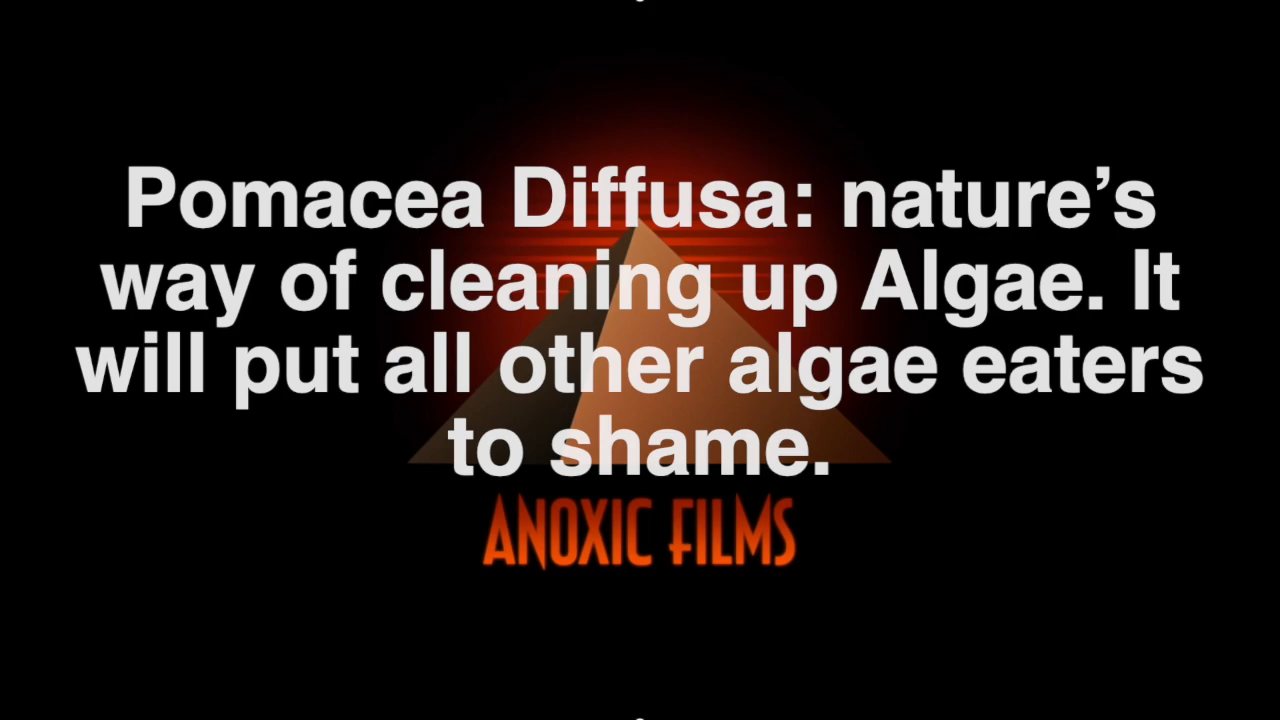 Pomacea Diffusa: nature’s
way of cleaning up Algae. It
will put all other algae eaters
to shame.
ANOXIC FILMS